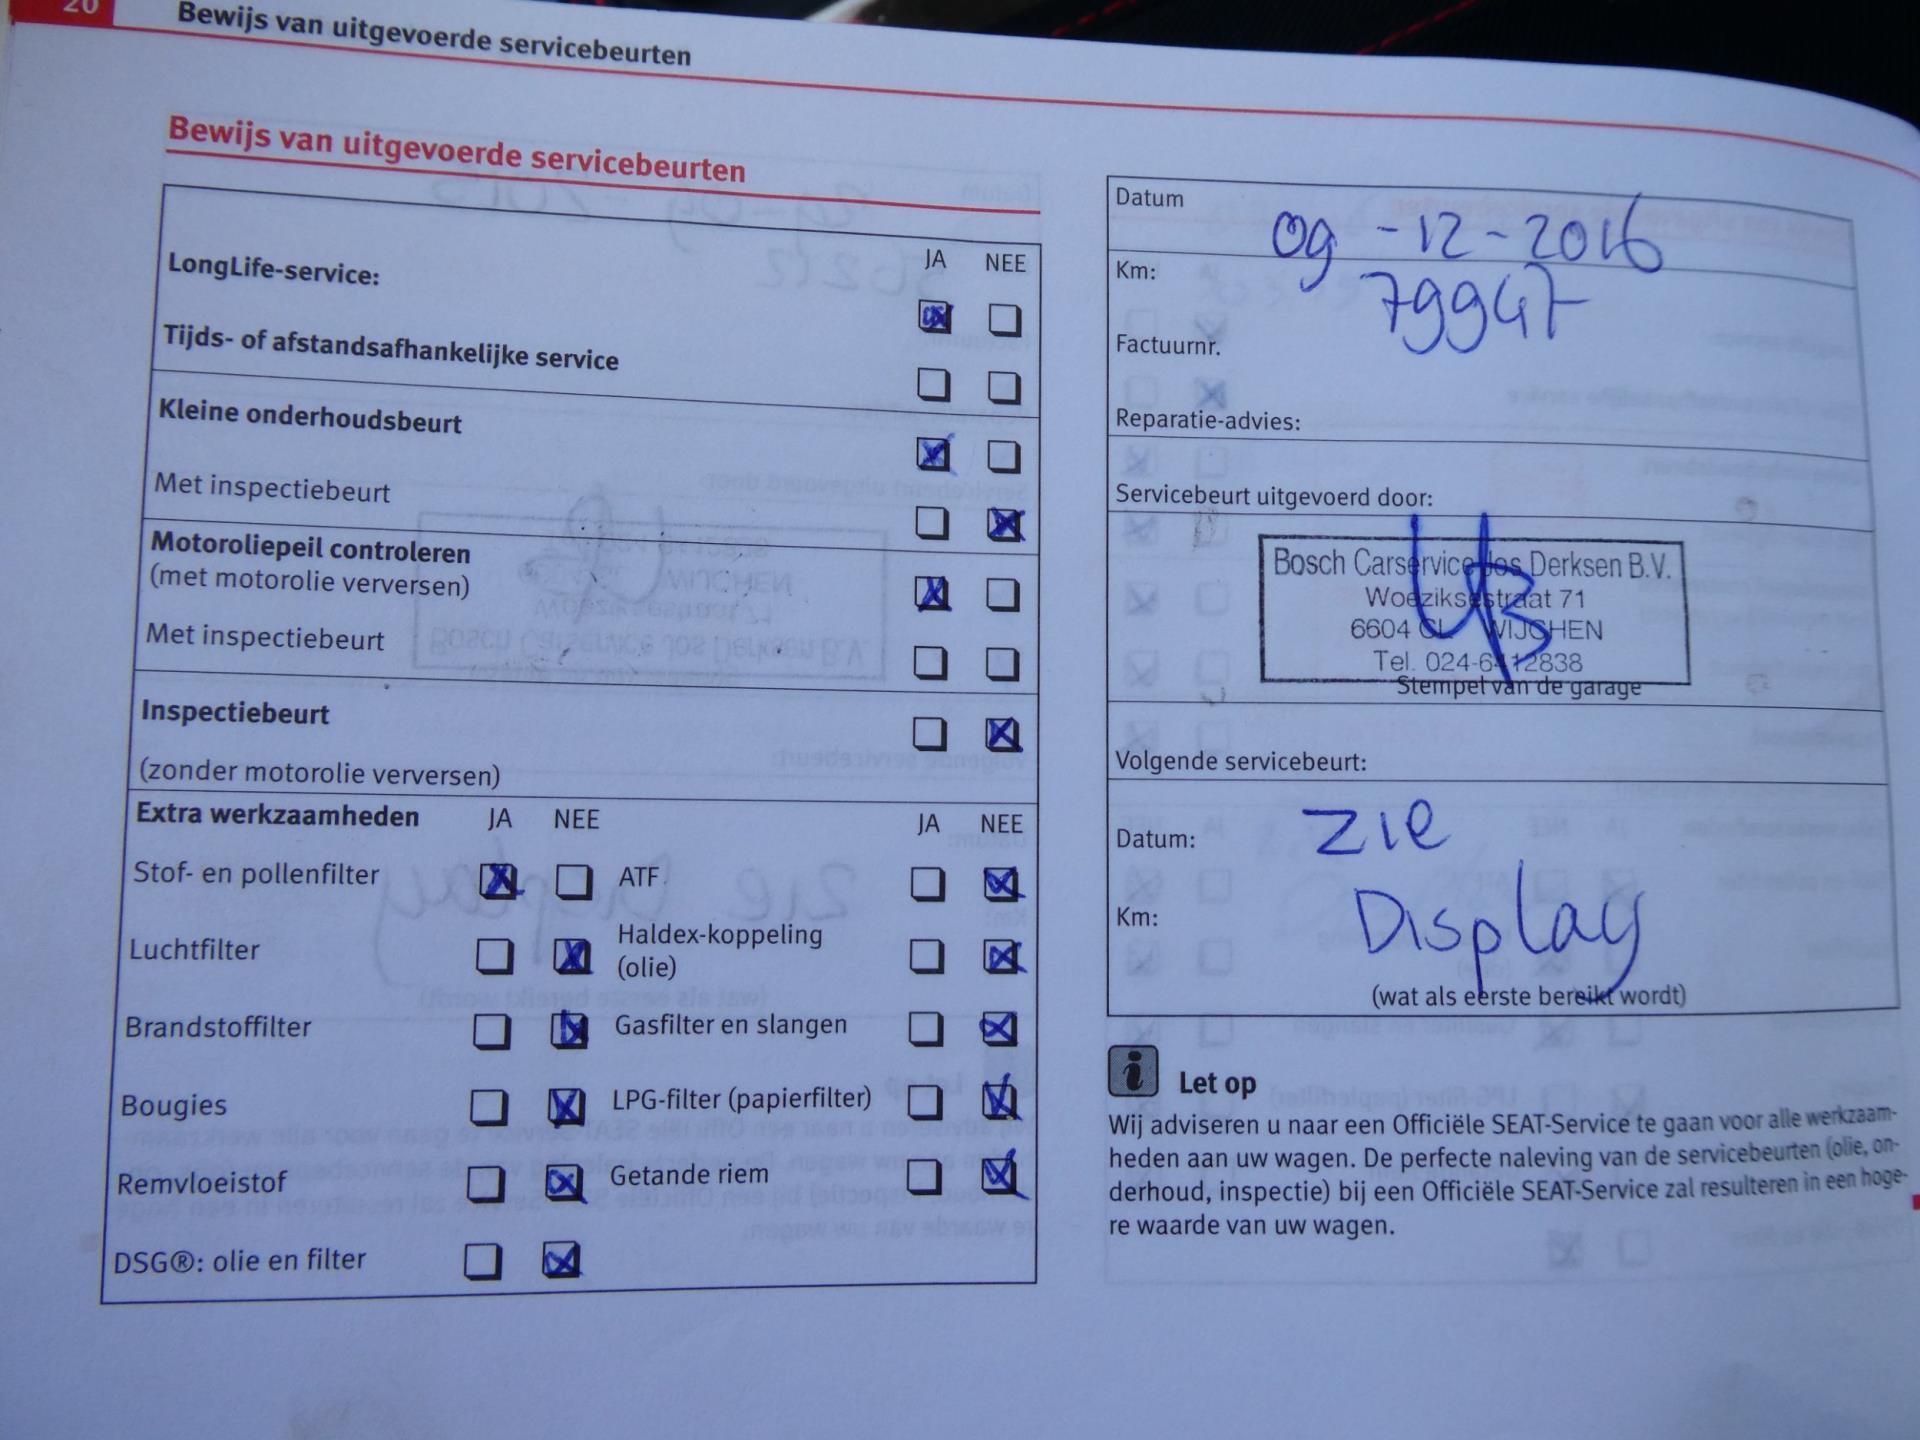 20 Bewijs van uitgevoerde servicebeurten
Bewijs van uitgevoerde servicebeurten
JA NEE
LongLife-service:
Tijds- of afstandsafhankelijke service
Kleine onderhoudsbeurt
Met inspectiebeurt
Motoroliepeil controleren
(met motorolie verversen)
Met inspectiebeurt
Inspectiebeurt
(zonder motorolie verversen)
Extra werkzaamheden JA NEE JA NEE
Stof- en pollenfilter ATF
Luchtfilter Haldex-koppeling
(olie)
Brandstoffilter Gasfilter en slangen
Bougies LPG-filter (papierfilter)
Remvloeistof Getande riem
DSG®: olie en filter
Datum 09-12-2016
Km: 79947
Factuurnr.
Reparatie-advies:
Servicebeurt uitgevoerd door:
Bosch Carservice Jos Derksen B.V.
Woeziksestraat 71
6604 CL WIJCHEN
Tel. 024-6412838
Stempel van de garage
Volgende servicebeurt:
Datum: zie
Km: Display
(wat als eerste bereikt wordt)
i Let op
Wij adviseren u naar een Officiële SEAT-Service te gaan voor alle werkzaam-
heden aan uw wagen. De perfecte naleving van de servicebeurten (olie, on-
derhoud, inspectie) bij een Officiële SEAT-Service zal resulteren in een hoge-
re waarde van uw wagen.